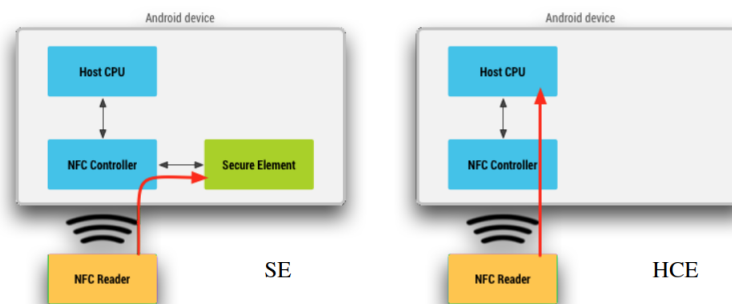 Android device
Host CPU
NFC Controller
Secure Element
NFC Reader
SE
Android device
Host CPU
NFC Controller
NFC Reader
HCE